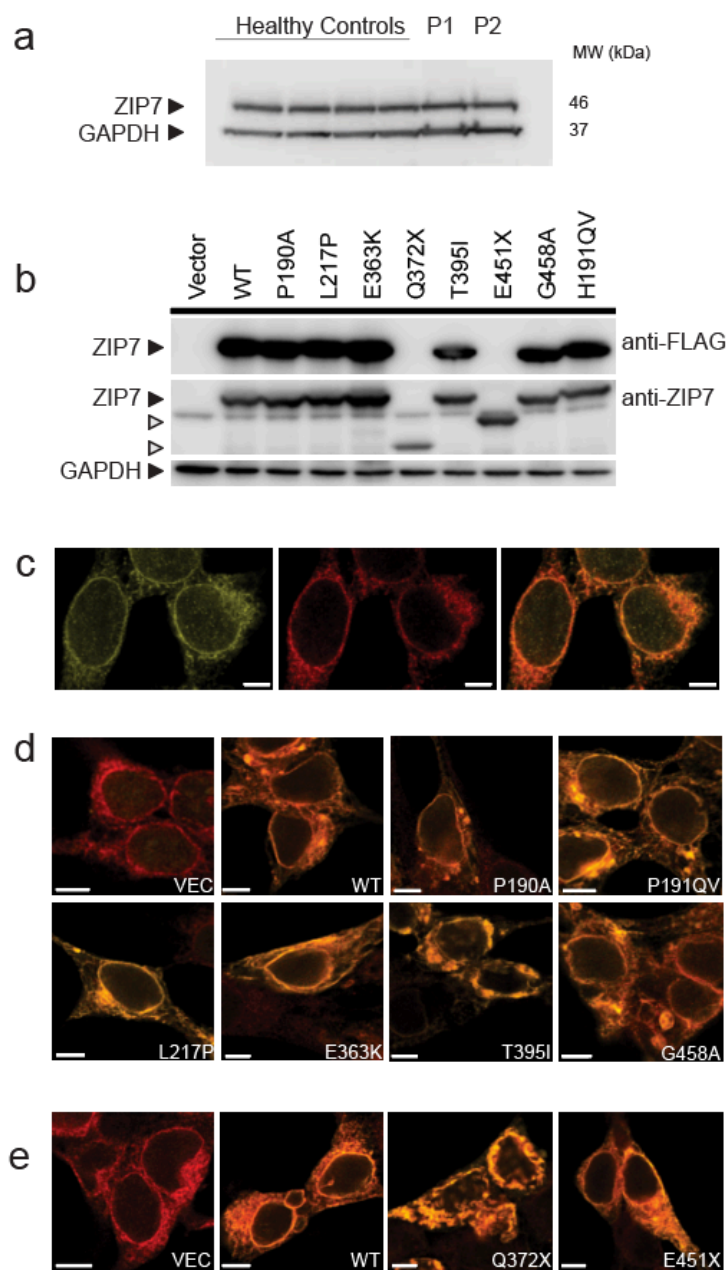 a
Healthy Controls P1 P2
MW (kDa)
ZIP7 46
GAPDH 37
b
Vector WT P190A L217P E363K Q372X T395I E451X G458A H191QV
ZIP7 anti-FLAG
ZIP7 anti-ZIP7
GAPDH
c
d
VEC WT P190A P191QV
L217P E363K T395I G458A
e
VEC WT Q372X E451X